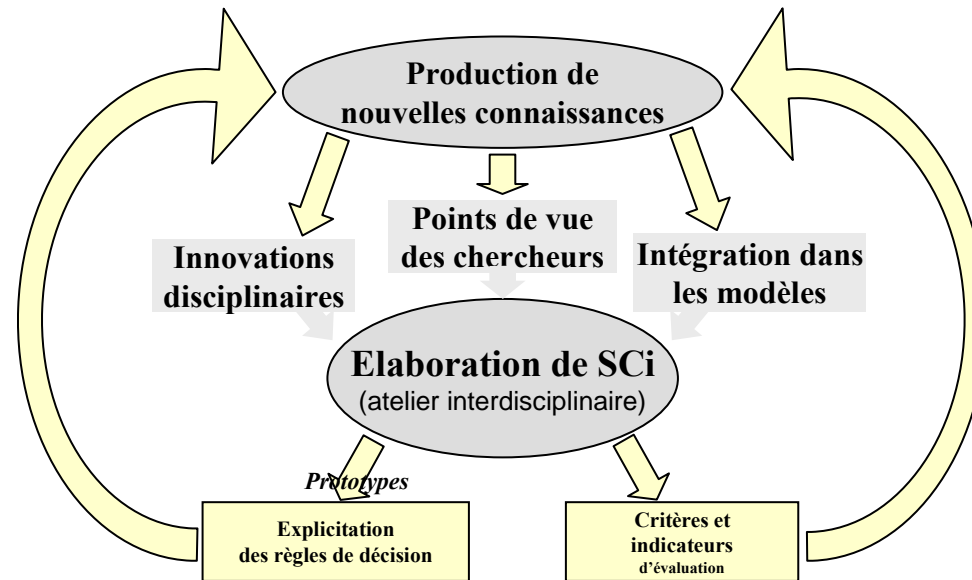 Production de
nouvelles connaissances
Innovations
disciplinaires
Points de vue
des chercheurs
Intégration dans
les modèles
Elaboration de SCi
(atelier interdisciplinaire)
Prototypes
Explicitation
des règles de décision
Critères et
indicateurs
d'évaluation